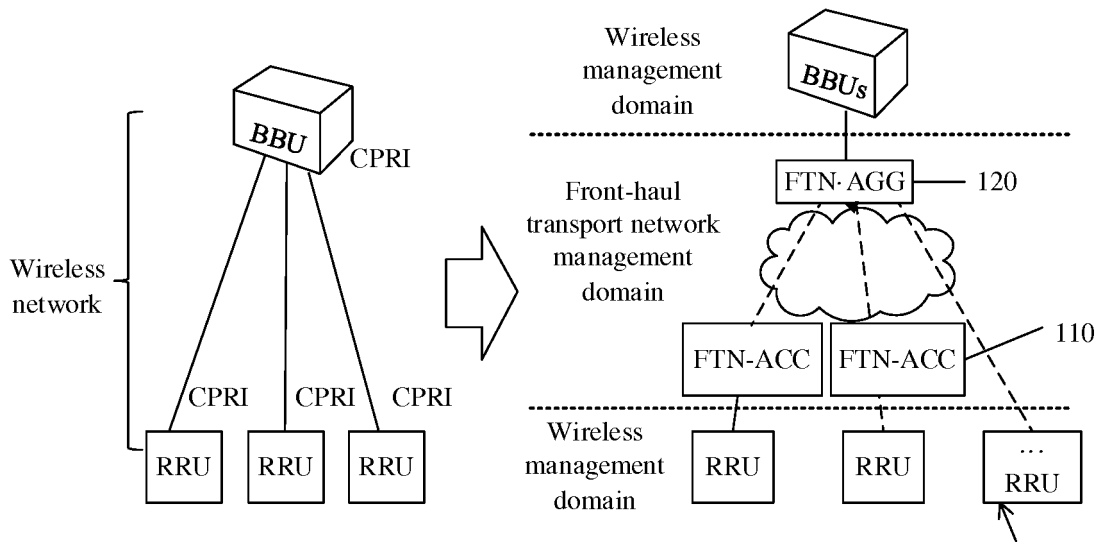 Wireless
network
BBU
CPRI
CPRI
CPRI
CPRI
RRU
RRU
RRU
Wireless
management
domain
BBUs
Front-haul
transport network
management
domain
FTN·AGG
120
FTN-ACC
FTN-ACC
110
Wireless
management
domain
RRU
RRU
...
RRU